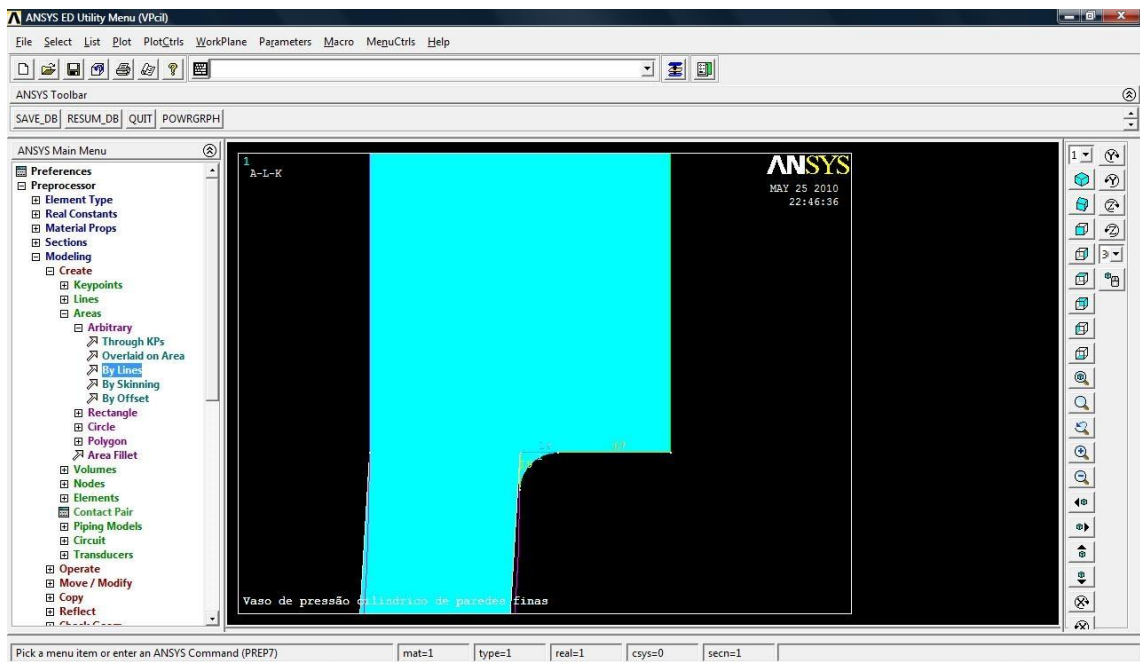 ANSYS ED Utility Menu (VPcil)
File Select List Plot PlotCtrls WorkPlane Parameters Macro MenuCtrls Help
ANSYS Toolbar
SAVE_DB RESUM_DB QUIT POWRGRPH
ANSYS Main Menu
Preferences
Preprocessor
Element Type
Real Constants
Material Props
Sections
Modeling
Create
Keypoints
Lines
Areas
Arbitrary
Through KPs
Overlaid on Area
By Lines
By Skinning
By Offset
Rectangle
Circle
Polygon
Area Fillet
Volumes
Nodes
Elements
Contact Pair
Piping Models
Circuit
Transducers
Operate
Move / Modify
Copy
Reflect
Check Geom
1
A-L-K
ANSYS
MAY 25 2010
22:46:36
Vaso de pressão cilindrico de paredes finas
1
Pick a menu item or enter an ANSYS Command (PREP7)
mat=1
type=1
real=1
csys=0
secn=1